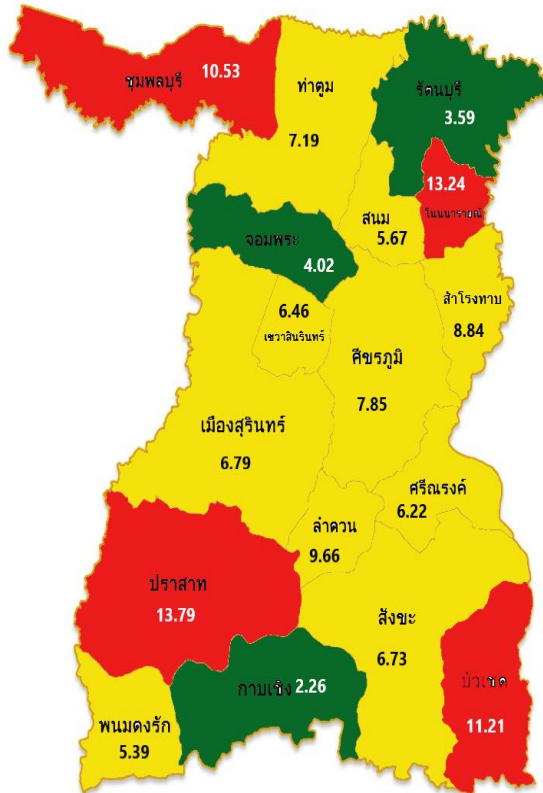 ชุมพลบุรี 10.53
ท่าตูม
7.19
รัตนบุรี
3.59
13.24
โนนนารายณ์
สนม
5.67
จอมพระ
4.02
สำโรงทาบ
8.84
6.46
เขวาสินรินทร์
ศีขรภูมิ
7.85
เมืองสุรินทร์
6.79
ศรีณรงค์
6.22
ลำดวน
9.66
ปราสาท
13.79
สังขะ
6.73
กาบเชิง 2.26
บัวเชด
11.21
พนมดงรัก
5.39